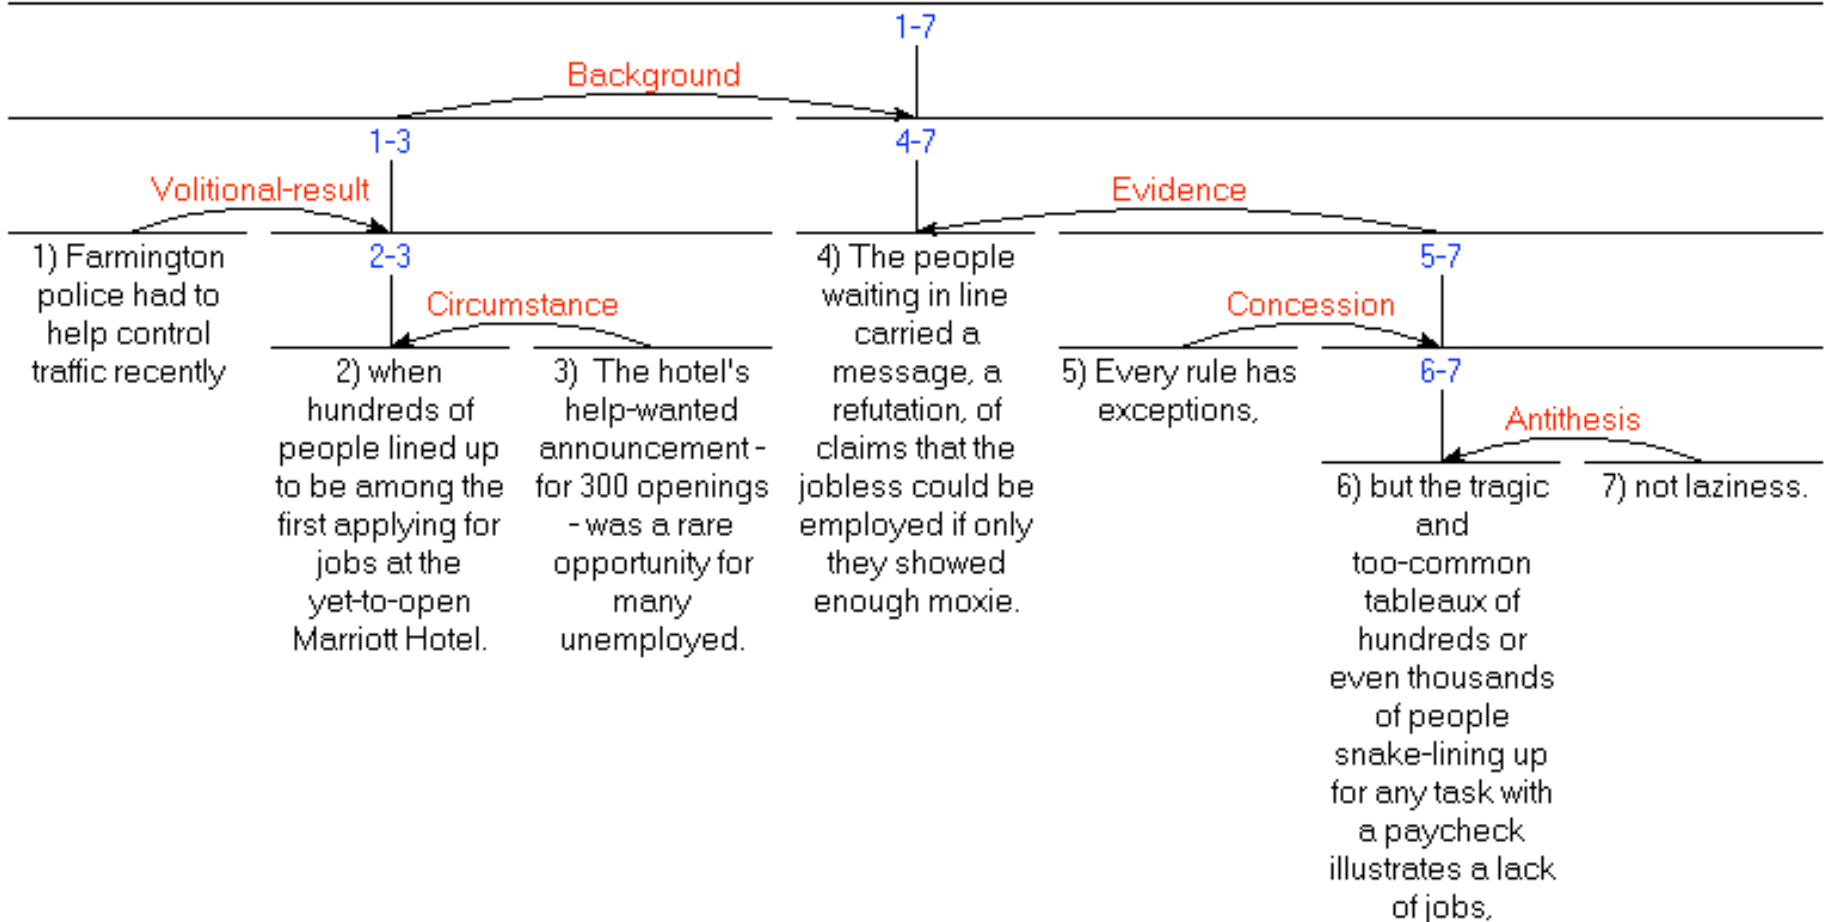 1-7
Background
1-3
4-7
Volitional-result
Evidence
1) Farmington
police had to
help control
traffic recently
2-3
Circumstance
2) when
hundreds of
people lined up
to be among the
first applying for
jobs at the
yet-to-open
Marriott Hotel.
3) The hotel's
help-wanted
announcement -
for 300 openings
- was a rare
opportunity for
many
unemployed.
4) The people
waiting in line
carried a
message, a
refutation, of
claims that the
jobless could be
employed if only
they showed
enough moxie.
5-7
Concession
5) Every rule has
exceptions,
6-7
Antithesis
6) but the tragic
and
too-common
tableaux of
hundreds or
even thousands
of people
snake-lining up
for any task with
a paycheck
illustrates a lack
of jobs,
7) not laziness.